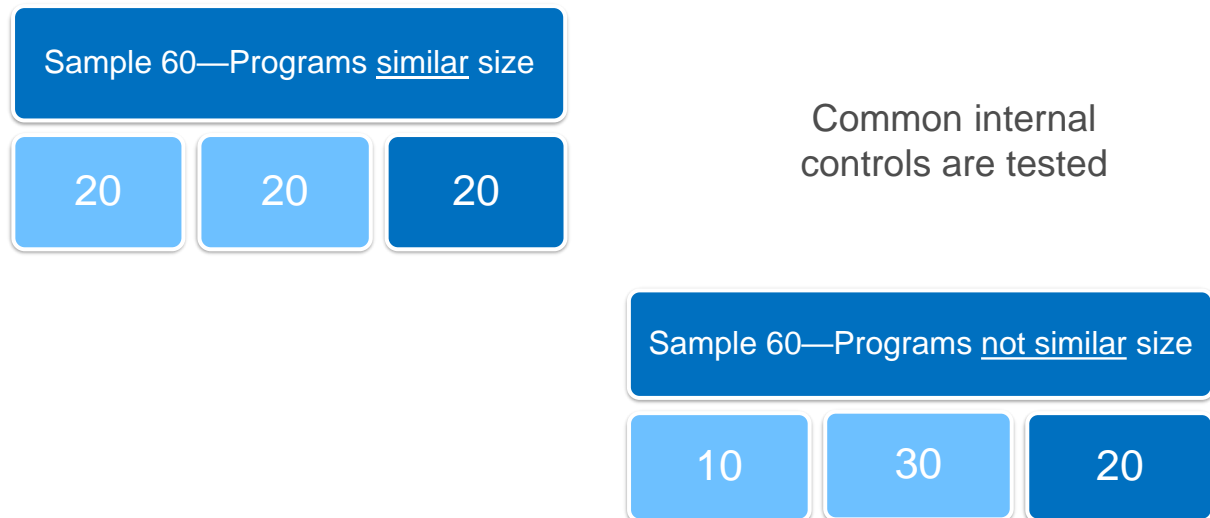 Sample 60—Programs similar size
20 20 20
Common internal
controls are tested
Sample 60—Programs not similar size
10 30 20